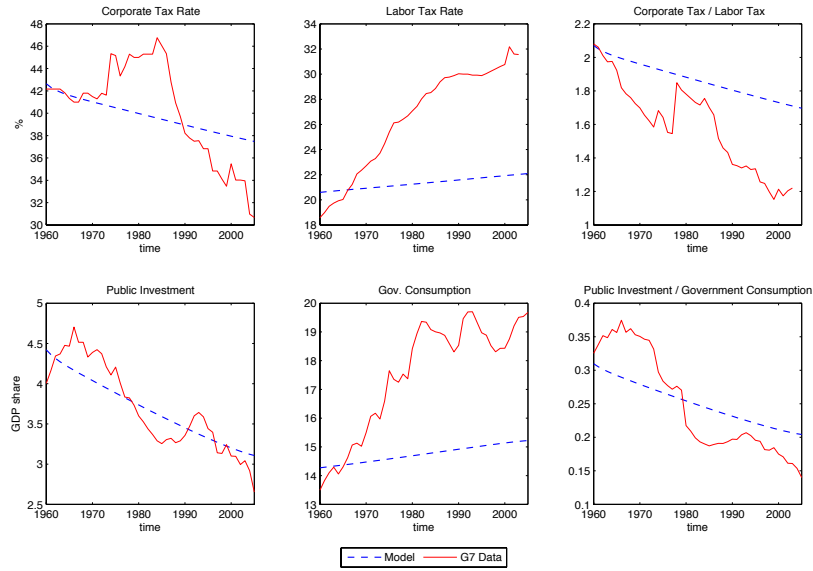 Corporate Tax Rate
48
46
44
42
40
38
36
34
32
30
%
1960 1970 1980 1990 2000
time
Labor Tax Rate
34
32
30
28
26
24
22
20
18
1960 1970 1980 1990 2000
time
Corporate Tax / Labor Tax
2.2
2
1.8
1.6
1.4
1.2
1
1960 1970 1980 1990 2000
time
Public Investment
5
4.5
4
3.5
3
2.5
GDP share
1960 1970 1980 1990 2000
time
Gov. Consumption
20
19
18
17
16
15
14
13
1960 1970 1980 1990 2000
time
Public Investment / Government Consumption
0.4
0.35
0.3
0.25
0.2
0.15
0.1
1960 1970 1980 1990 2000
time
Model G7 Data